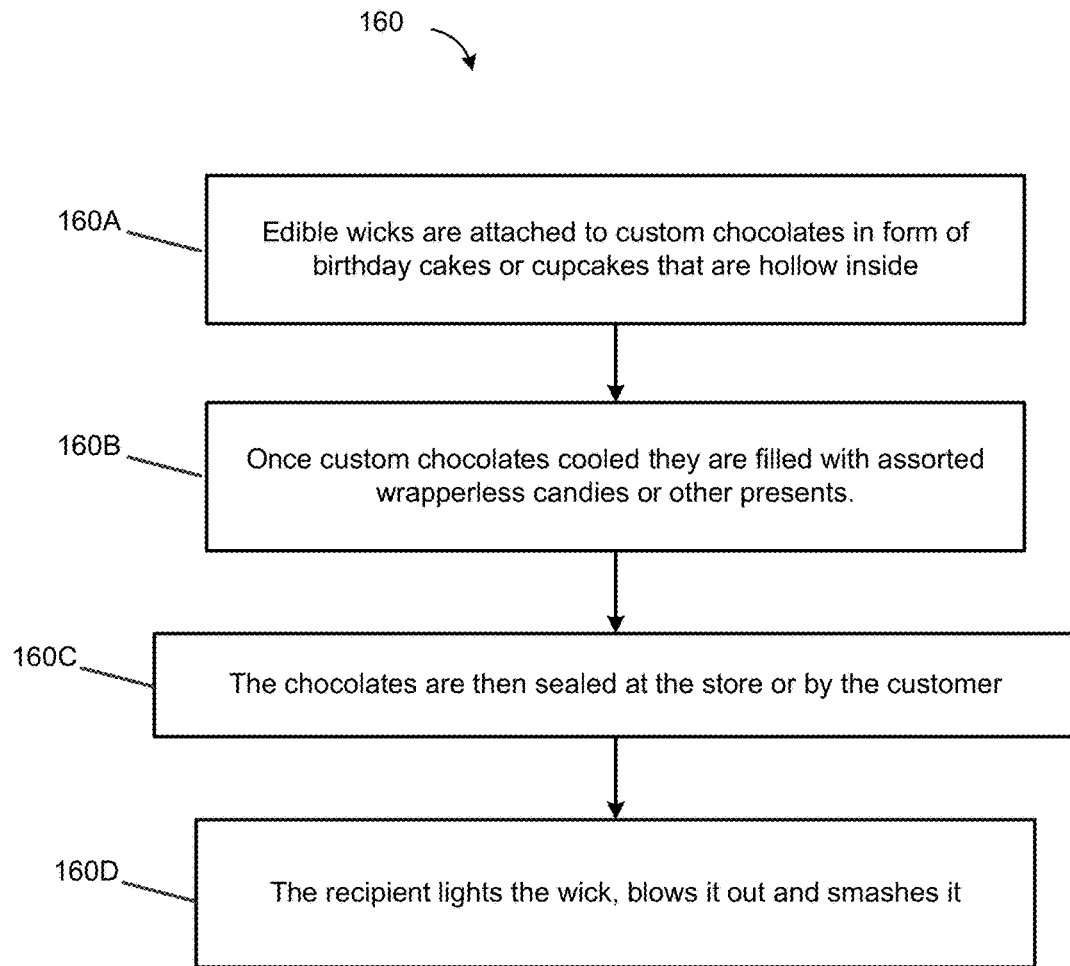 160
160A
Edible wicks are attached to custom chocolates in form of
birthday cakes or cupcakes that are hollow inside
160B
Once custom chocolates cooled they are filled with assorted
wrapperless candies or other presents.
160C
The chocolates are then sealed at the store or by the customer
160D
The recipient lights the wick, blows it out and smashes it